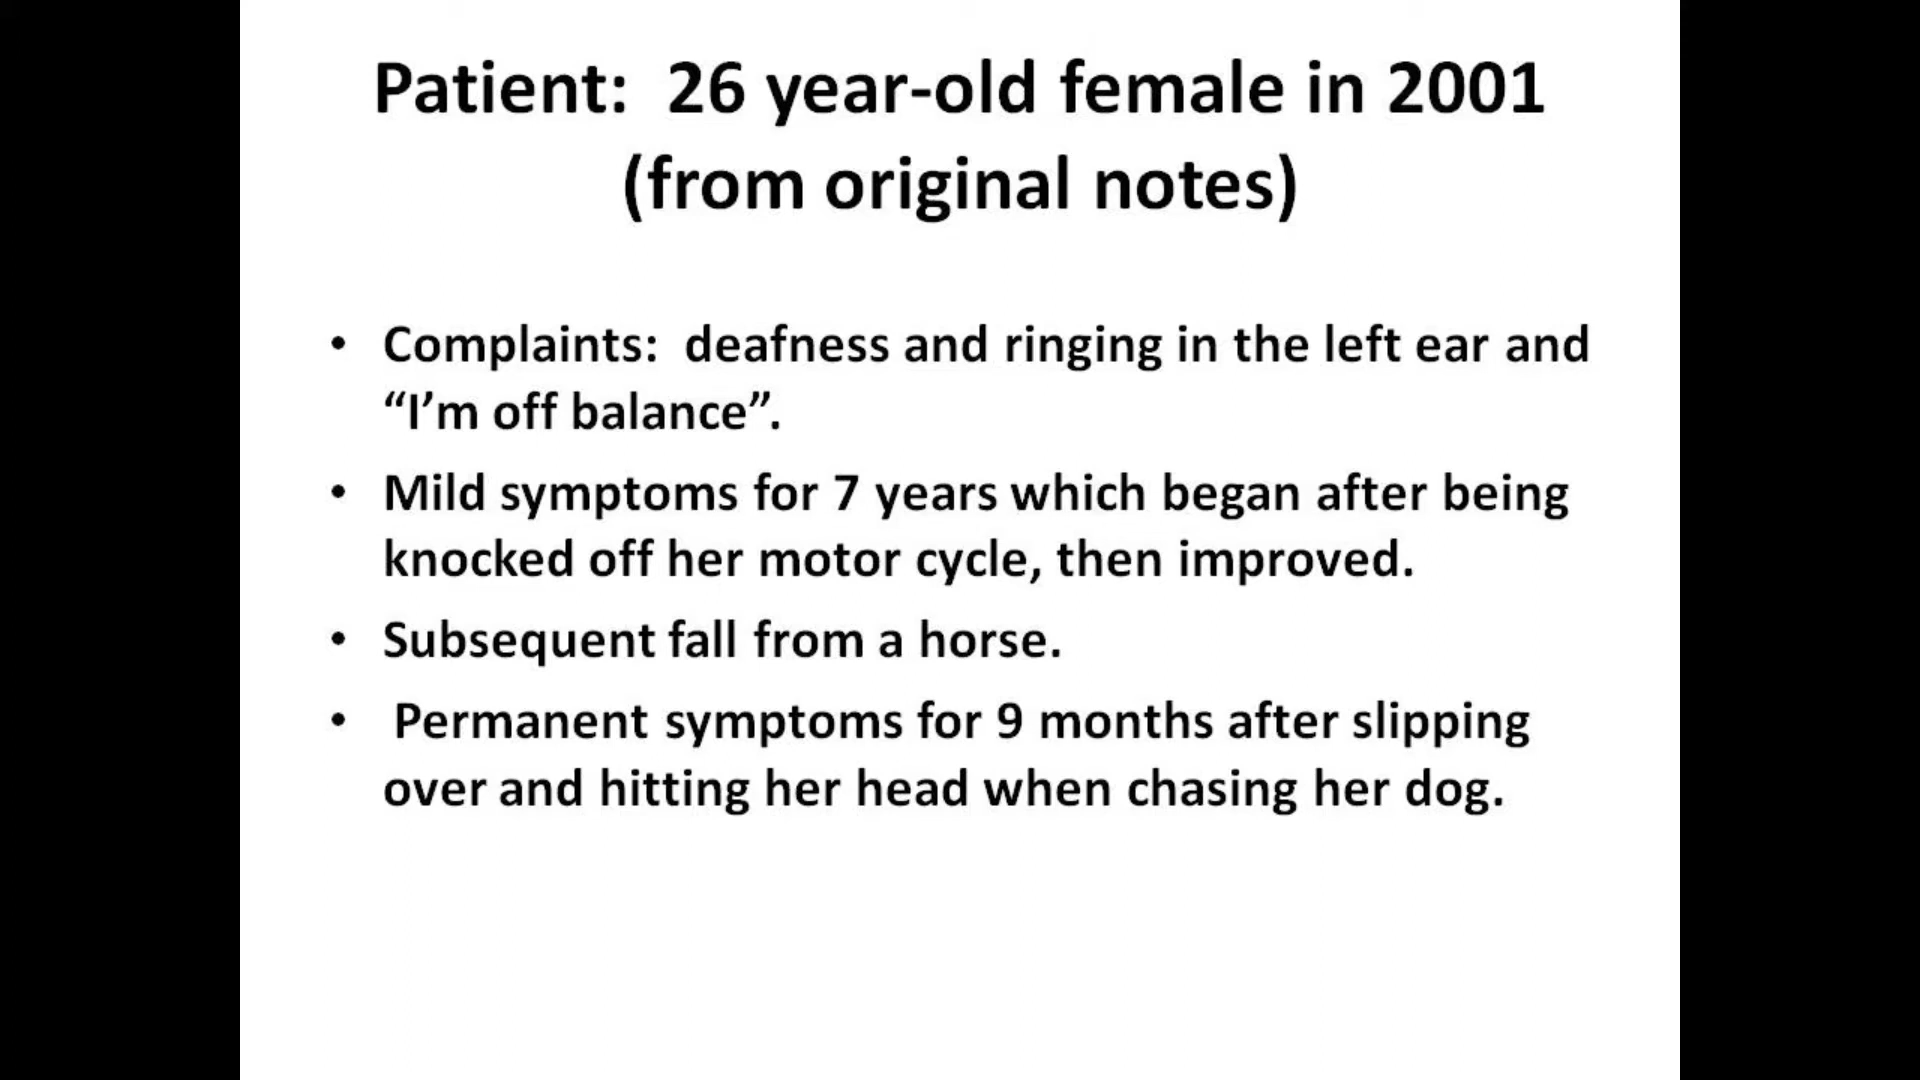 Patient:  26 year-old female in 2001
(from original notes)
• Complaints:  deafness and ringing in the left ear and
“I’m off balance”.
• Mild symptoms for 7 years which began after being
knocked off her motor cycle, then improved.
• Subsequent fall from a horse.
• Permanent symptoms for 9 months after slipping
over and hitting her head when chasing her dog.